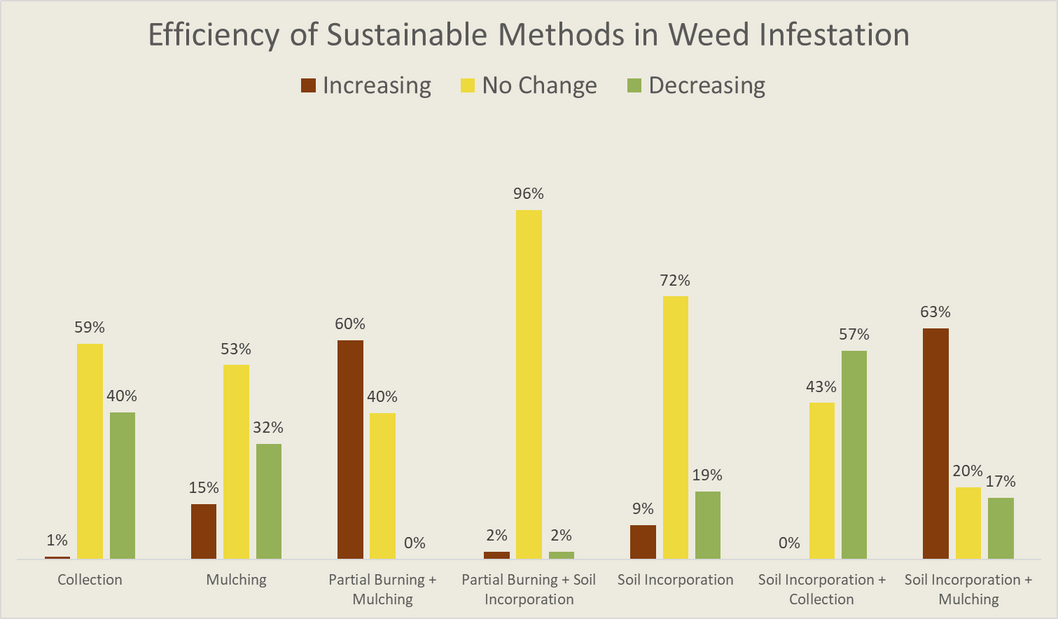 Efficiency of Sustainable Methods in Weed Infestation
Increasing No Change Decreasing
1% 59% 40%
15% 53% 32%
60% 40% 0%
2% 96% 2%
9% 72% 19%
0% 43% 57%
63% 20% 17%
Collection
Mulching
Partial Burning +
Mulching
Partial Burning + Soil
Incorporation
Soil Incorporation
Soil Incorporation +
Collection
Soil Incorporation +
Mulching